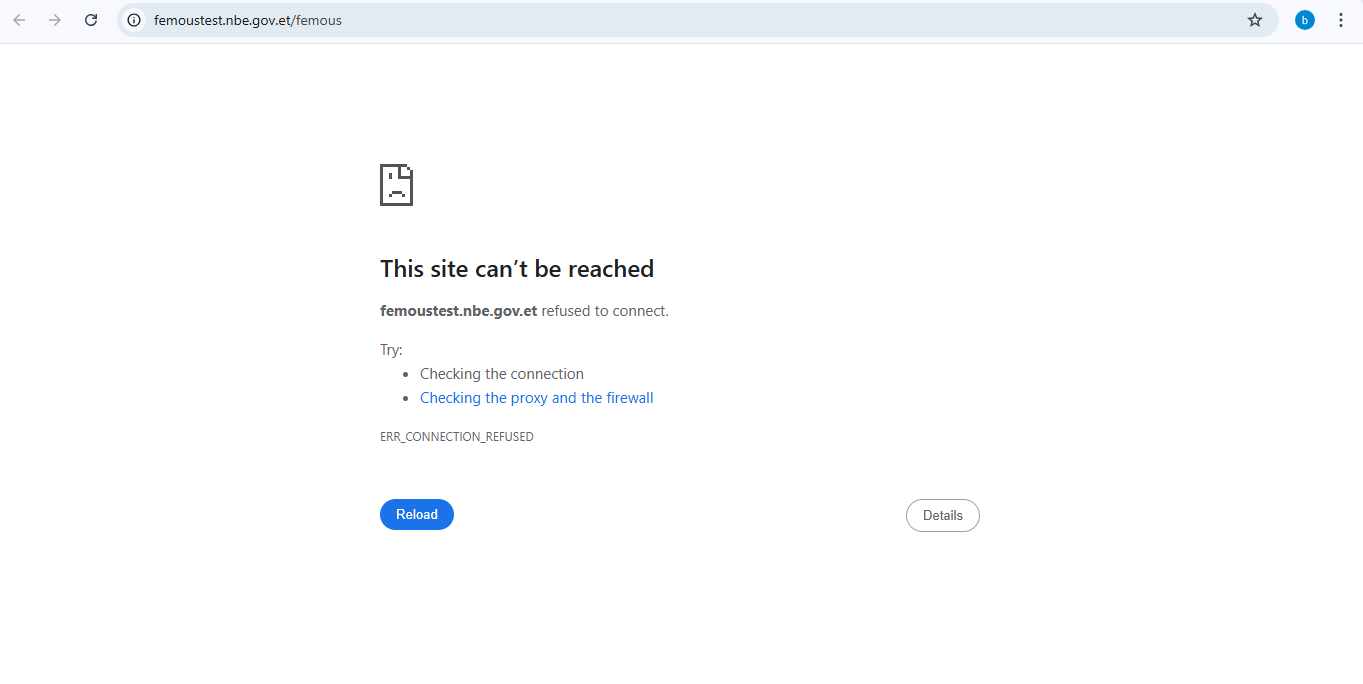 femoustest.nbe.gov.et/femous
b
This site can’t be reached
femoustest.nbe.gov.et refused to connect.
Try:
• Checking the connection
• Checking the proxy and the firewall
ERR_CONNECTION_REFUSED
Reload
Details